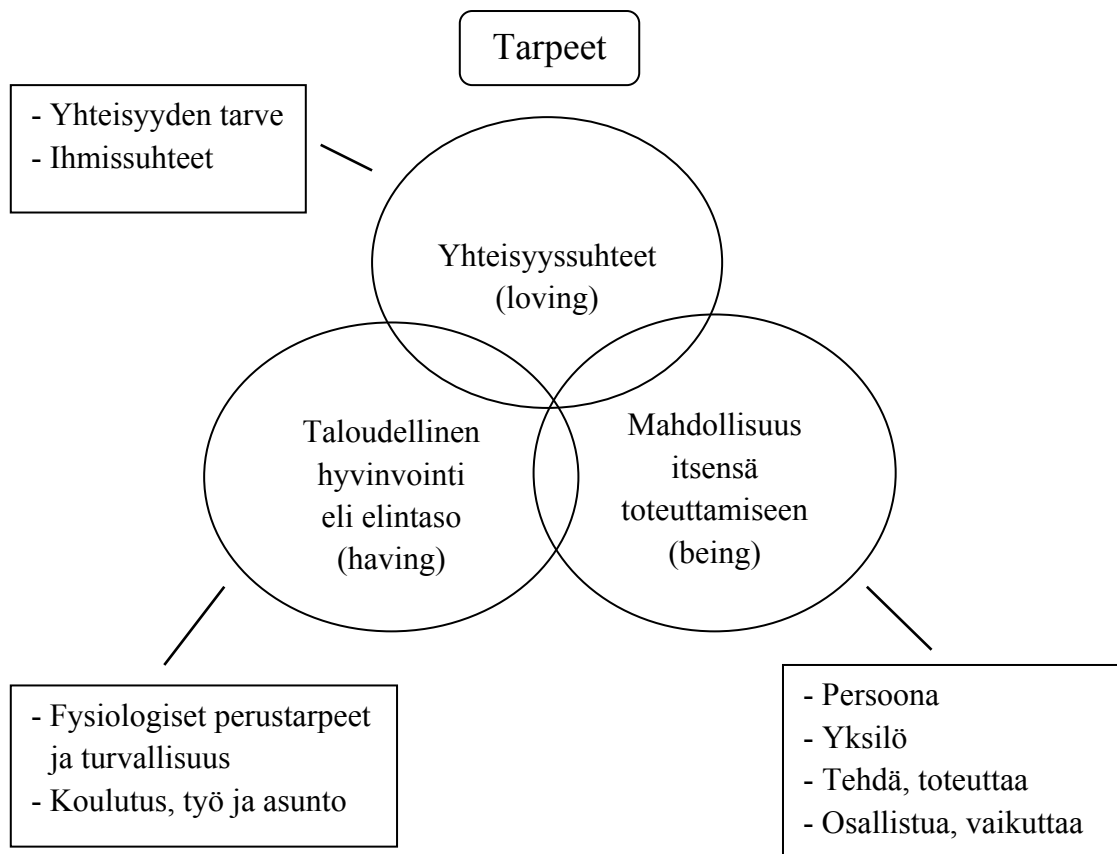 Tarpeet
- Yhteisyyden tarve
- Ihmissuhteet
Yhteisyyssuhteet
(loving)
Taloudellinen
hyvinvointi
eli elintaso
(having)
Mahdollisuus
itsensä
toteuttamiseen
(being)
- Fysiologiset perustarpeet
ja turvallisuus
- Koulutus, työ ja asunto
- Persoona
- Yksilö
- Tehdä, toteuttaa
- Osallistua, vaikuttaa